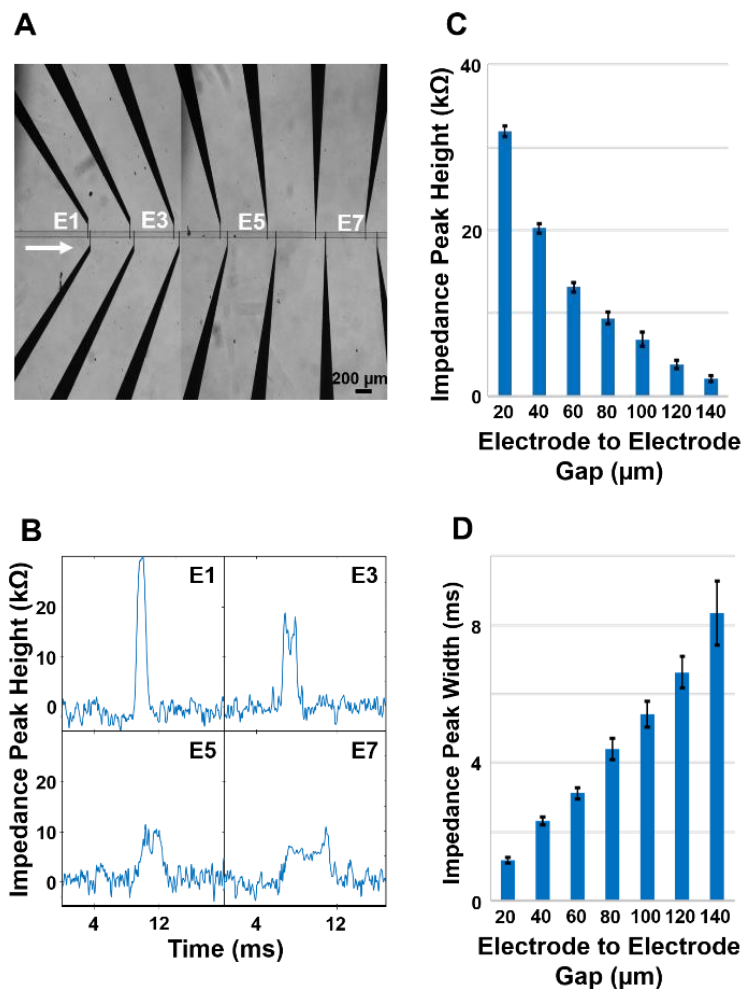 A
E1
E3
E5
E7
200 µm
C
Impedance Peak Height (kΩ)
40
20
0
20 40 60 80 100 120 140
Electrode to Electrode
Gap (µm)
B
Impedance Peak Height (kΩ)
E1
E3
20
10
0
E5
E7
20
10
0
4 12 4 12
Time (ms)
D
Impedance Peak Width (ms)
8
4
0
20 40 60 80 100 120 140
Electrode to Electrode
Gap (µm)